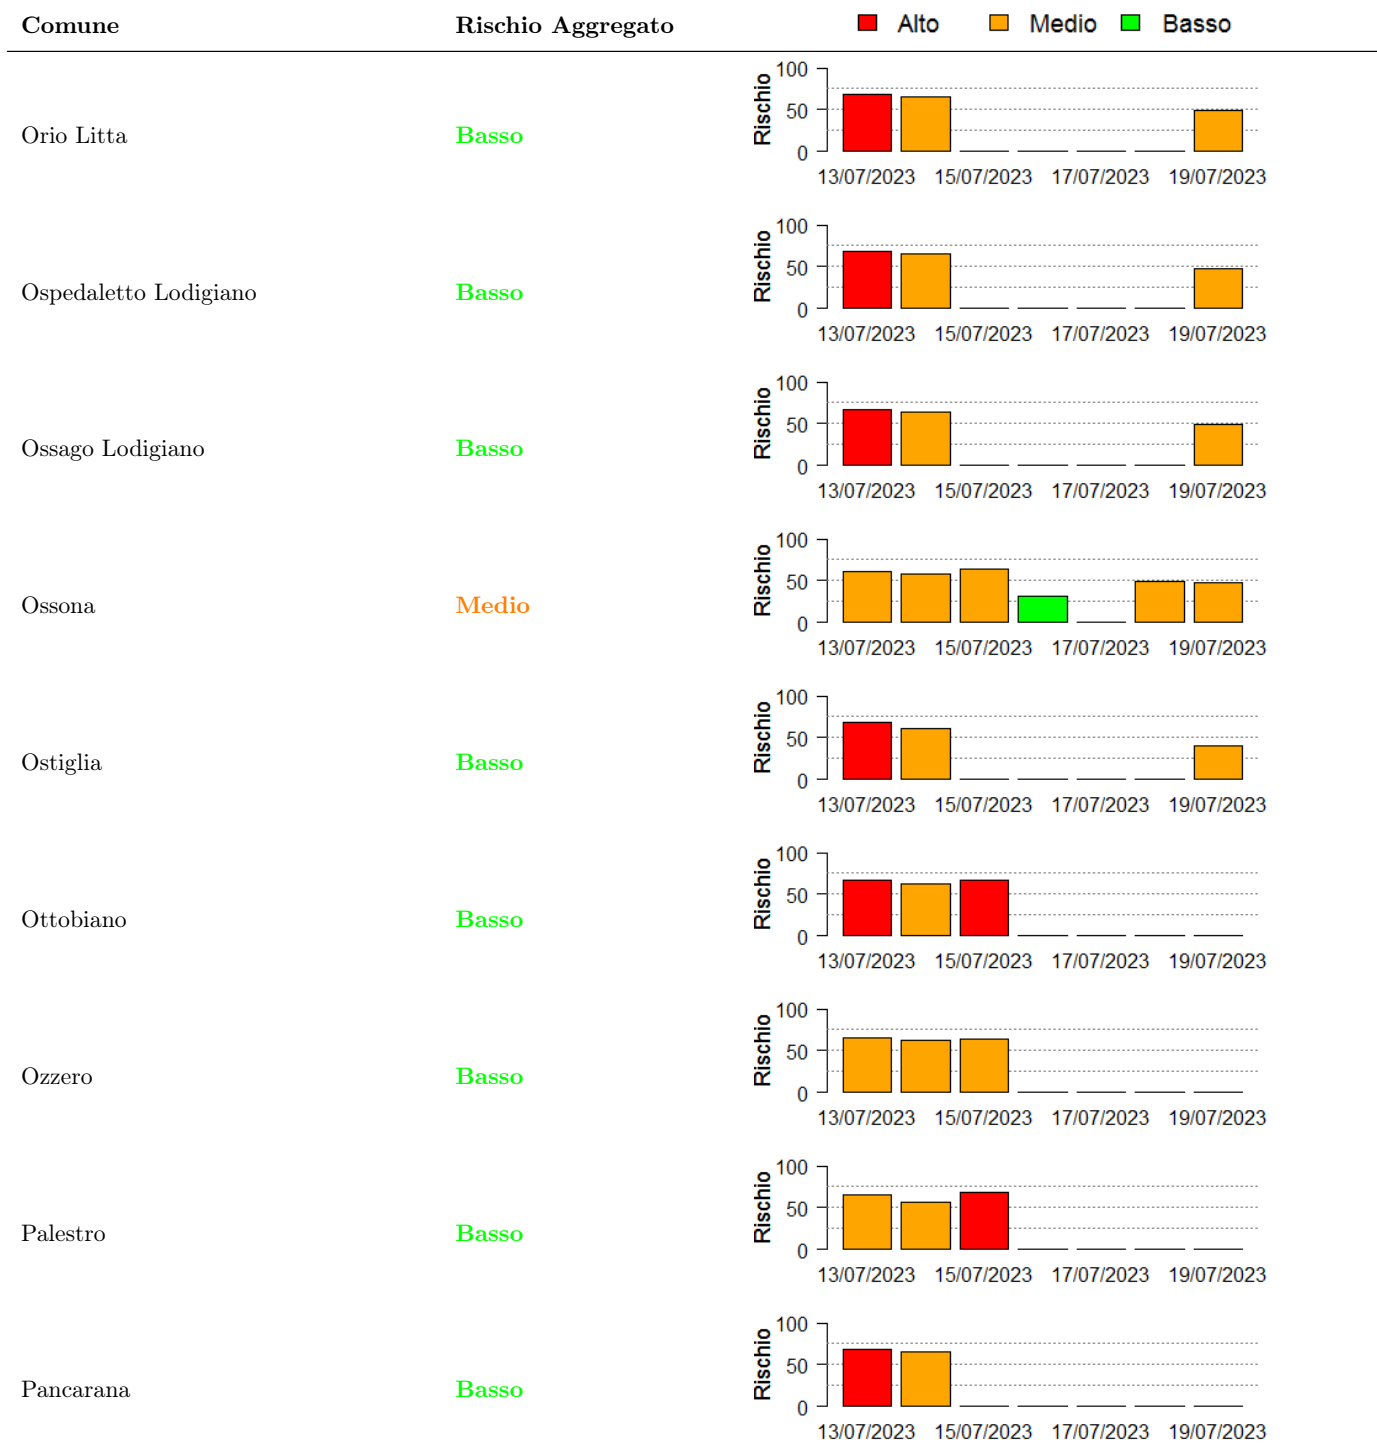 Comune Rischio Aggregato Alto Medio Basso
Orio Litta Basso
Rischio
100
50
0
13/07/2023 15/07/2023 17/07/2023 19/07/2023
Ospedaletto Lodigiano Basso
Rischio
100
50
0
13/07/2023 15/07/2023 17/07/2023 19/07/2023
Ossago Lodigiano Basso
Rischio
100
50
0
13/07/2023 15/07/2023 17/07/2023 19/07/2023
Ossona Medio
Rischio
100
50
0
13/07/2023 15/07/2023 17/07/2023 19/07/2023
Ostiglia Basso
Rischio
100
50
0
13/07/2023 15/07/2023 17/07/2023 19/07/2023
Ottobiano Basso
Rischio
100
50
0
13/07/2023 15/07/2023 17/07/2023 19/07/2023
Ozzero Basso
Rischio
100
50
0
13/07/2023 15/07/2023 17/07/2023 19/07/2023
Palestro Basso
Rischio
100
50
0
13/07/2023 15/07/2023 17/07/2023 19/07/2023
Pancarana Basso
Rischio
100
50
0
13/07/2023 15/07/2023 17/07/2023 19/07/2023